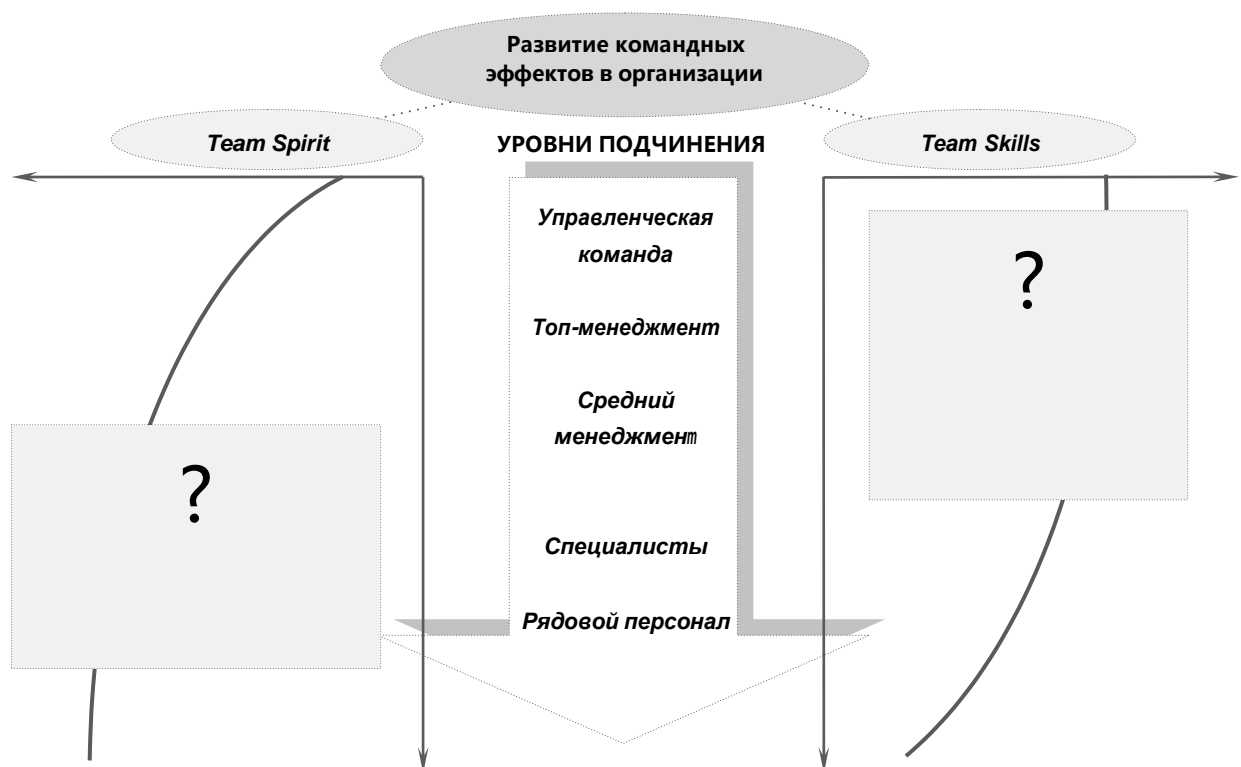 Развитие командных
эффектов в организации
Team Spirit
УРОВНИ ПОДЧИНЕНИЯ
Team Skills
Управленческая
команда
?
Топ-менеджмент
Средний
менеджмент
?
Специалисты
Рядовой персонал